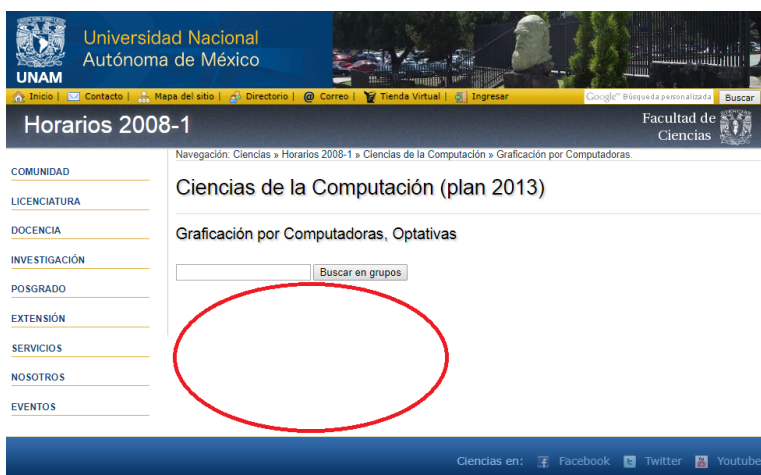 Universidad Nacional
Autónoma de México
UNAM
Inicio | Contacto | Mapa del sitio | Directorio | @ Correo | Tienda Virtual | Ingresar Google™ Búsqueda personalizada Buscar
Horarios 2008-1
Facultad de
Ciencias
Navegación: Ciencias » Horarios 2008-1 » Ciencias de la Computación » Graficación por Computadoras.
COMUNIDAD
LICENCIATURA
DOCENCIA
INVESTIGACIÓN
POSGRADO
EXTENSIÓN
SERVICIOS
NOSOTROS
EVENTOS
Ciencias de la Computación (plan 2013)
Graficación por Computadoras, Optativas
Buscar en grupos
Ciencias en: Facebook Twitter Youtube